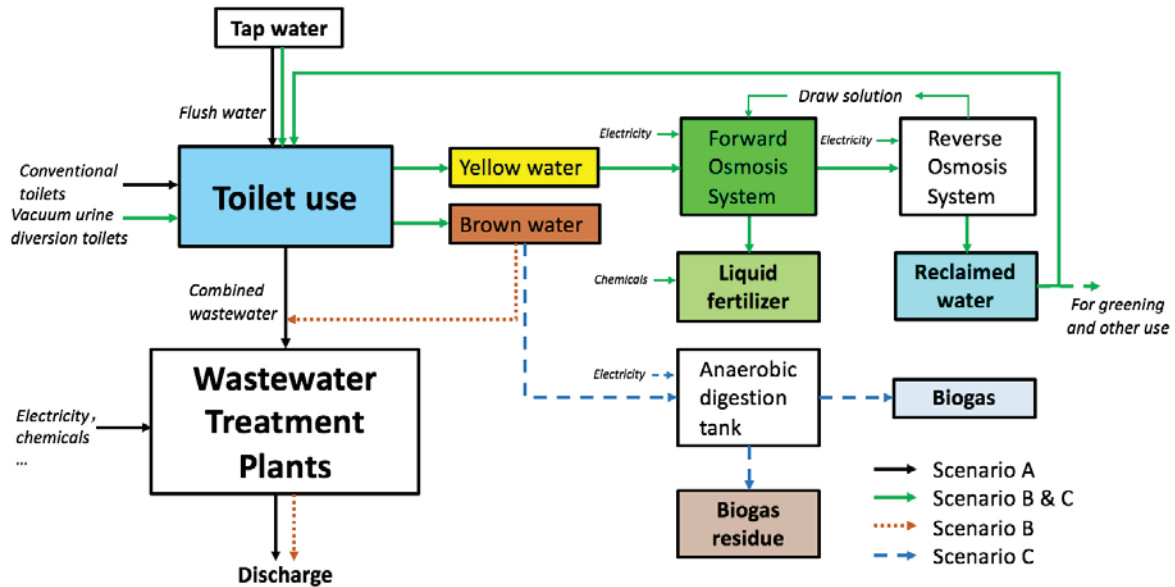 Tap water
Flush water
Conventional
toilets
Vacuum urine
diversion toilets
Toilet use
Yellow water
Brown water
Electricity
Forward
Osmosis
System
Draw solution
Electricity
Reverse
Osmosis
System
Chemicals
Liquid
fertilizer
Reclaimed
water
For greening
and other use
Combined
wastewater
Electricity，
chemicals
...
Wastewater
Treatment
Plants
Discharge
Electricity
Anaerobic
digestion
tank
Biogas
Biogas
residue
Scenario A
Scenario B & C
Scenario B
Scenario C